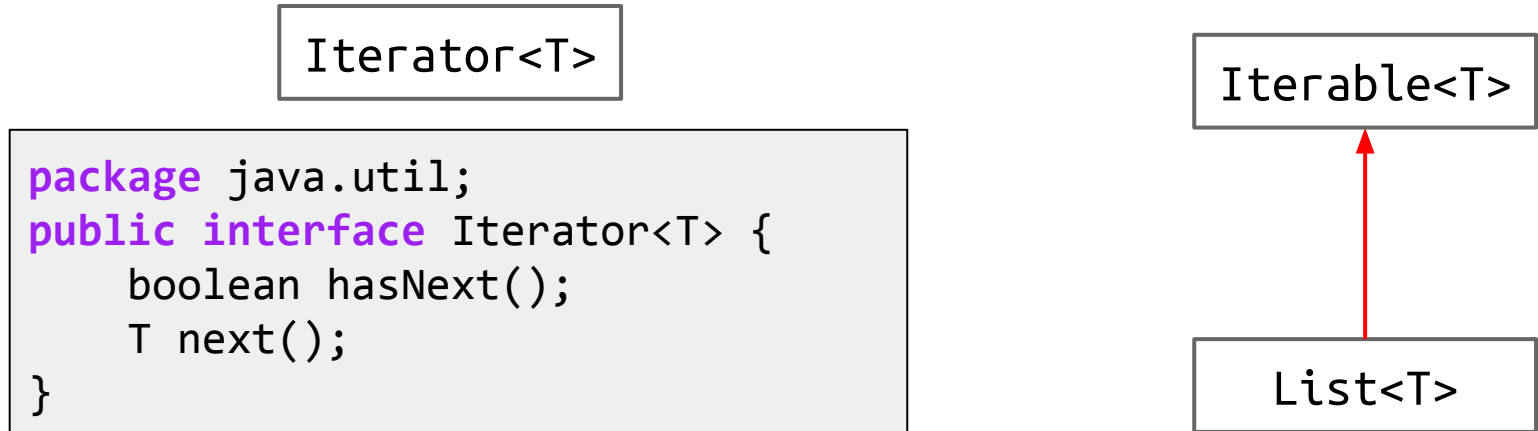 Iterator<T>
package java.util;
public interface Iterator<T> {
    boolean hasNext();
    T next();
}
Iterable<T>
List<T>